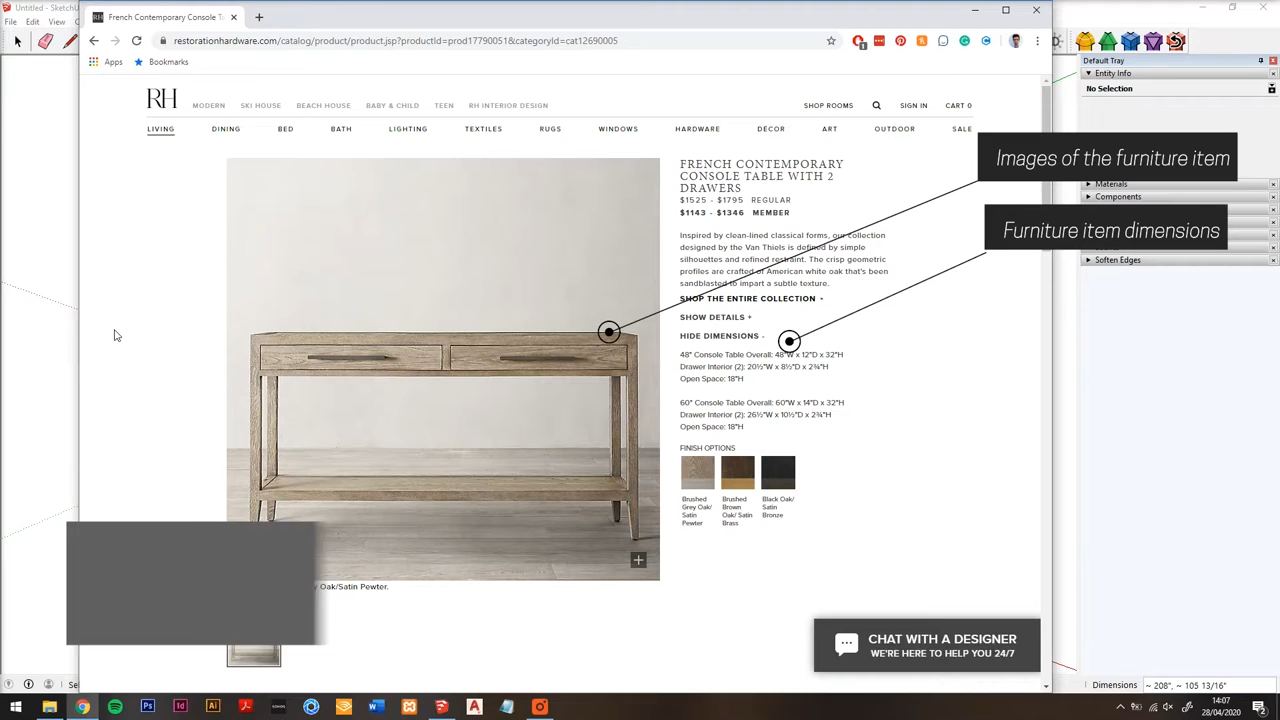 Untitled - SketchU
French Contemporary Console Ta
File
Edit
restorationhardware.com/catalog/product/product.jsp?productId=prod17790051&categoryId=cat12690005
1
Apps
Bookmarks
Default Tray
Entity Info
No Selection
RH
MODERN
SKI HOUSE
BEACH HOUSE
BABY & CHILD
TEEN
RH INTERIOR DESIGN
SHOP ROOMS
SIGN IN
CART 0
LIVING
DINING
BED
BATH
LIGHTING
TEXTILES
RUGS
WINDOWS
HARDWARE
DÉCOR
ART
OUTDOOR
SALE
Images of the furniture item
Materials
Components
Furniture item dimensions
Soften Edges
FRENCH CONTEMPORARY
CONSOLE TABLE WITH 2
DRAWERS
$1525 - $1795 REGULAR
$1143 - $1346 MEMBER
Inspired by clean-lined classical forms, our collection
designed by the Van Thiels is defined by simple
silhouettes and refined restraint. The crisp geometric
profiles are crafted of American white oak that's been
sandblasted to impart a subtle texture.
SHOP THE ENTIRE COLLECTION
SHOW DETAILS +
HIDE DIMENSIONS -
48" Console Table Overall: 48"W x 12"D x 32"H
Drawer Interior (2): 20½"W x 8½"D x 2¾"H
Open Space: 18"H
60" Console Table Overall: 60"W x 14"D x 32"H
Drawer Interior (2): 26½"W x 10½"D x 2¾"H
Open Space: 18"H
FINISH OPTIONS
Brushed
Grey Oak/
Satin
Pewter
Brushed
Brown
Oak/ Satin
Brass
Black Oak/
Satin
Bronze
Oak/Satin Pewter.
CHAT WITH A DESIGNER
WE'RE HERE TO HELP YOU 24/7
Dimensions
~ 208", ~ 105 13/16"
14:07
28/04/2020